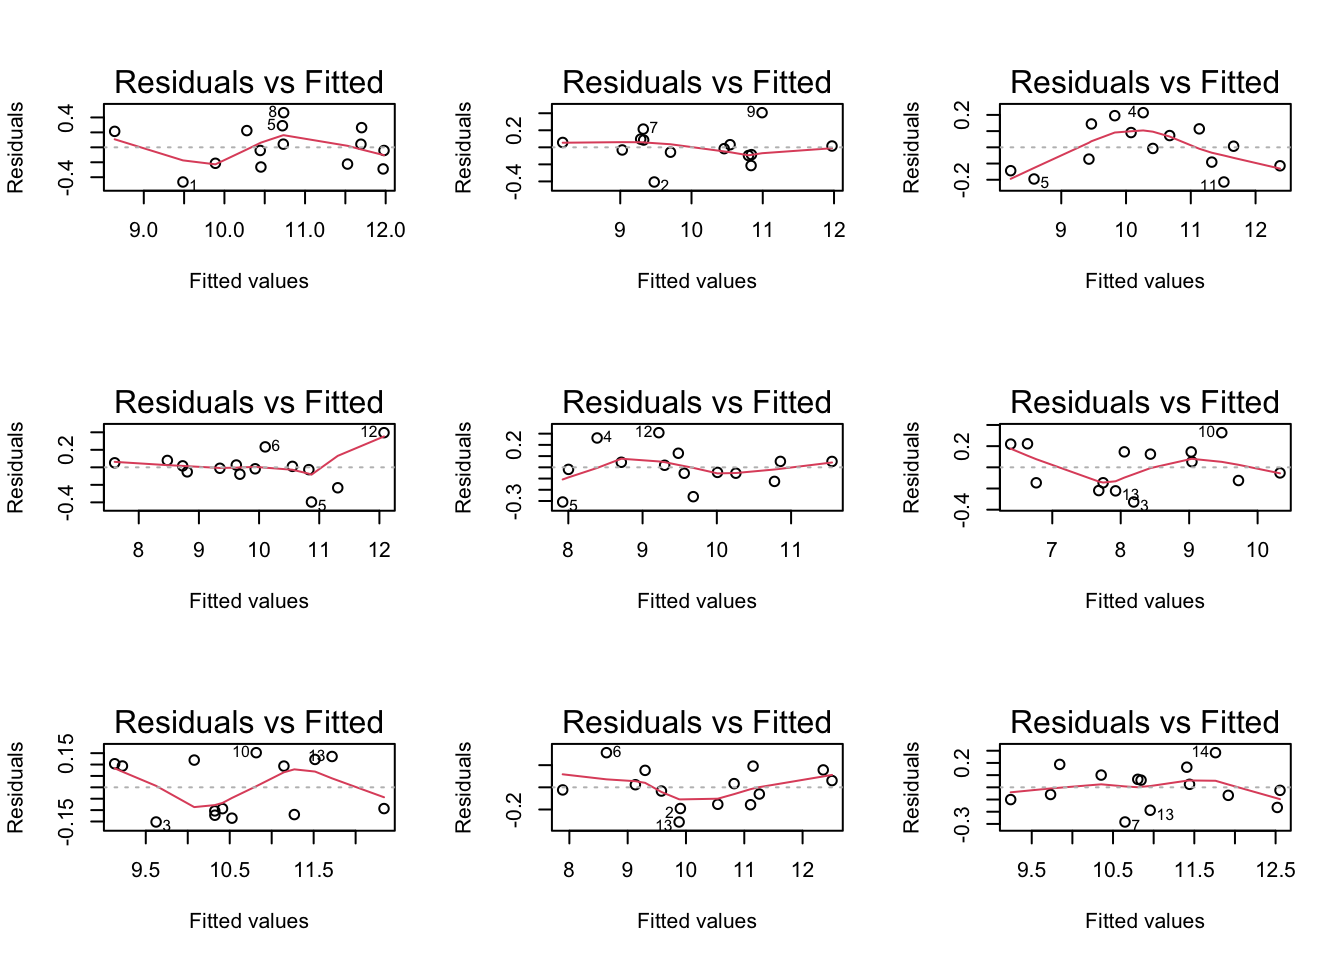 Residuals vs Fitted
Residuals
0.4
-0.4
8
5
1
9.0 10.0 11.0 12.0
Fitted values
Residuals vs Fitted
Residuals
0.2
-0.4
9
7
2
9 10 11 12
Fitted values
Residuals vs Fitted
Residuals
0.2
-0.2
4
5
11
9 10 11 12
Fitted values
Residuals vs Fitted
Residuals
0.2
-0.4
12
6
5
8 9 10 11 12
Fitted values
Residuals vs Fitted
Residuals
0.2
-0.3
4
12
5
8 9 10 11
Fitted values
Residuals vs Fitted
Residuals
0.2
-0.4
10
13
3
7 8 9 10
Fitted values
Residuals vs Fitted
Residuals
0.15
-0.15
10
13
3
9.5 10.5 11.5
Fitted values
Residuals vs Fitted
Residuals
-0.2
6
2
13
8 9 10 11 12
Fitted values
Residuals vs Fitted
Residuals
0.2
-0.3
14
13
7
9.5 10.5 11.5 12.5
Fitted values